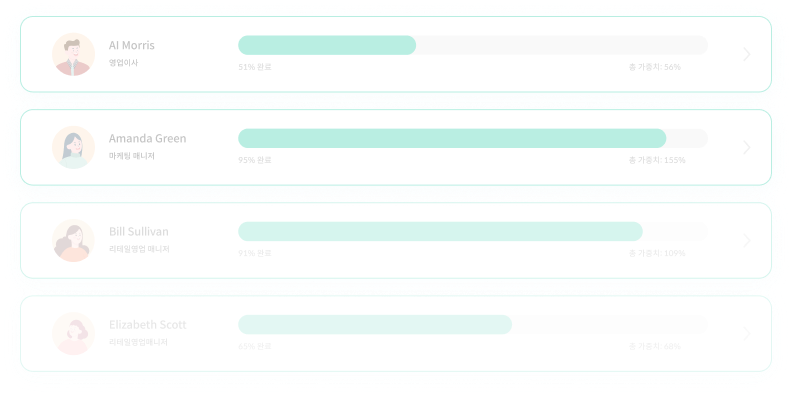 Al Morris
영업이사
51% 완료
총 가중치: 56%
Amanda Green
마케팅 매니저
95% 완료
총 가중치: 155%
Bill Sullivan
리테일영업 매니저
91% 완료
총 가중치: 109%
Elizabeth Scott
리테일영업매니저
65% 완료
총 가중치: 68%